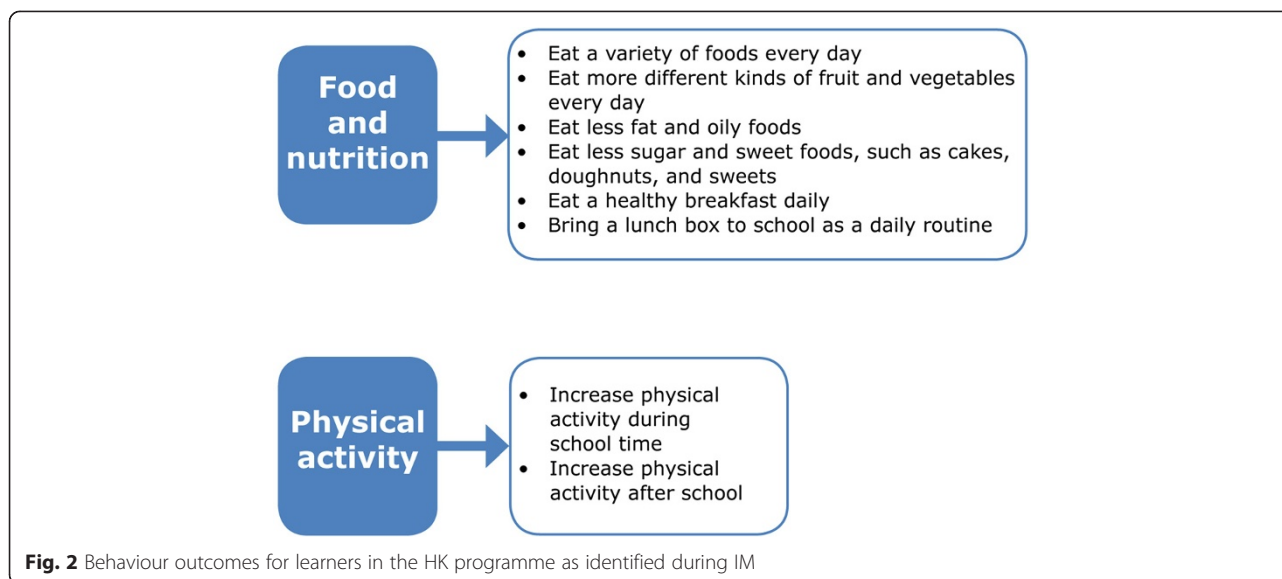 Food
and
nutrition
• Eat a variety of foods every day
• Eat more different kinds of fruit and vegetables
every day
• Eat less fat and oily foods
• Eat less sugar and sweet foods, such as cakes,
doughnuts, and sweets
• Eat a healthy breakfast daily
• Bring a lunch box to school as a daily routine
Physical
activity
• Increase physical
activity during
school time
• Increase physical
activity after school
Fig. 2 Behaviour outcomes for learners in the HK programme as identified during IM